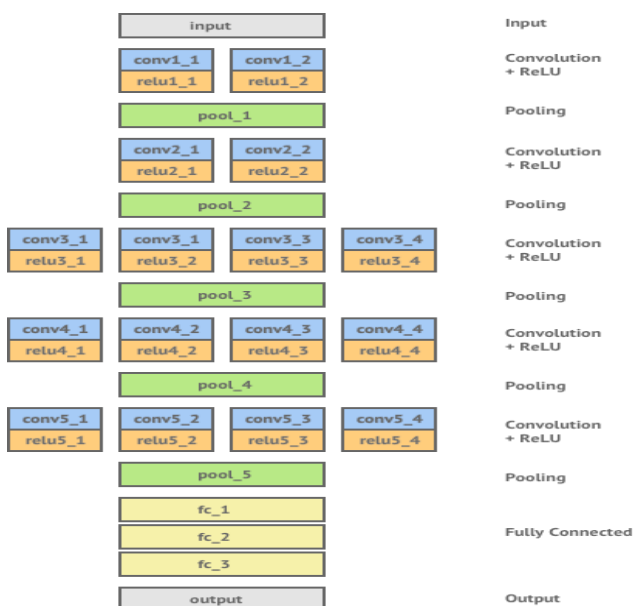 input Input
conv1_1 conv1_2 Convolution
relu1_1 relu1_2 + ReLU
pool_1 Pooling
conv2_1 conv2_2 Convolution
relu2_1 relu2_2 + ReLU
pool_2 Pooling
conv3_1 conv3_1 conv3_3 conv3_4 Convolution
relu3_1 relu3_2 relu3_3 relu3_4 + ReLU
pool_3 Pooling
conv4_1 conv4_2 conv4_3 conv4_4 Convolution
relu4_1 relu4_2 relu4_3 relu4_4 + ReLU
pool_4 Pooling
conv5_1 conv5_2 conv5_3 conv5_4 Convolution
relu5_1 relu5_2 relu5_3 relu5_4 + ReLU
pool_5 Pooling
fc_1
fc_2 Fully Connected
fc_3
output Output